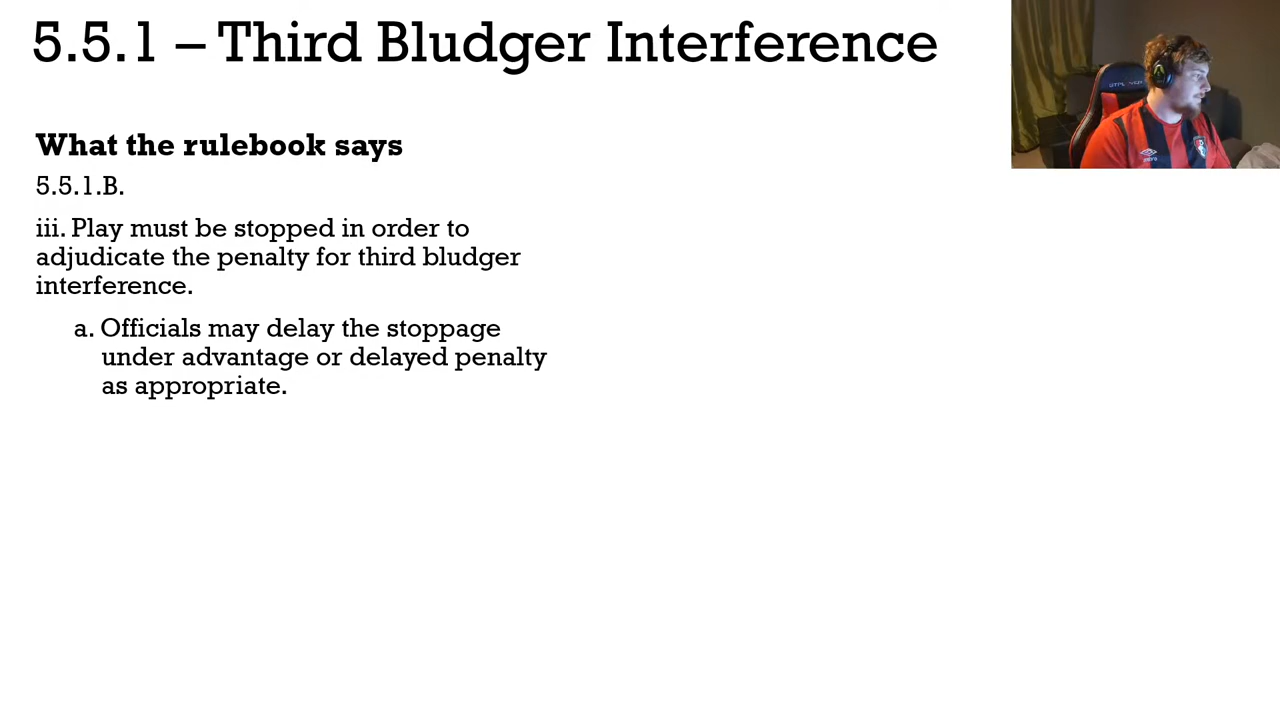 5.5.1 – Third Bludger Interference
What the rulebook says
5.5.1.B.
iii. Play must be stopped in order to
adjudicate the penalty for third bludger
interference.
a. Officials may delay the stoppage
under advantage or delayed penalty
as appropriate.